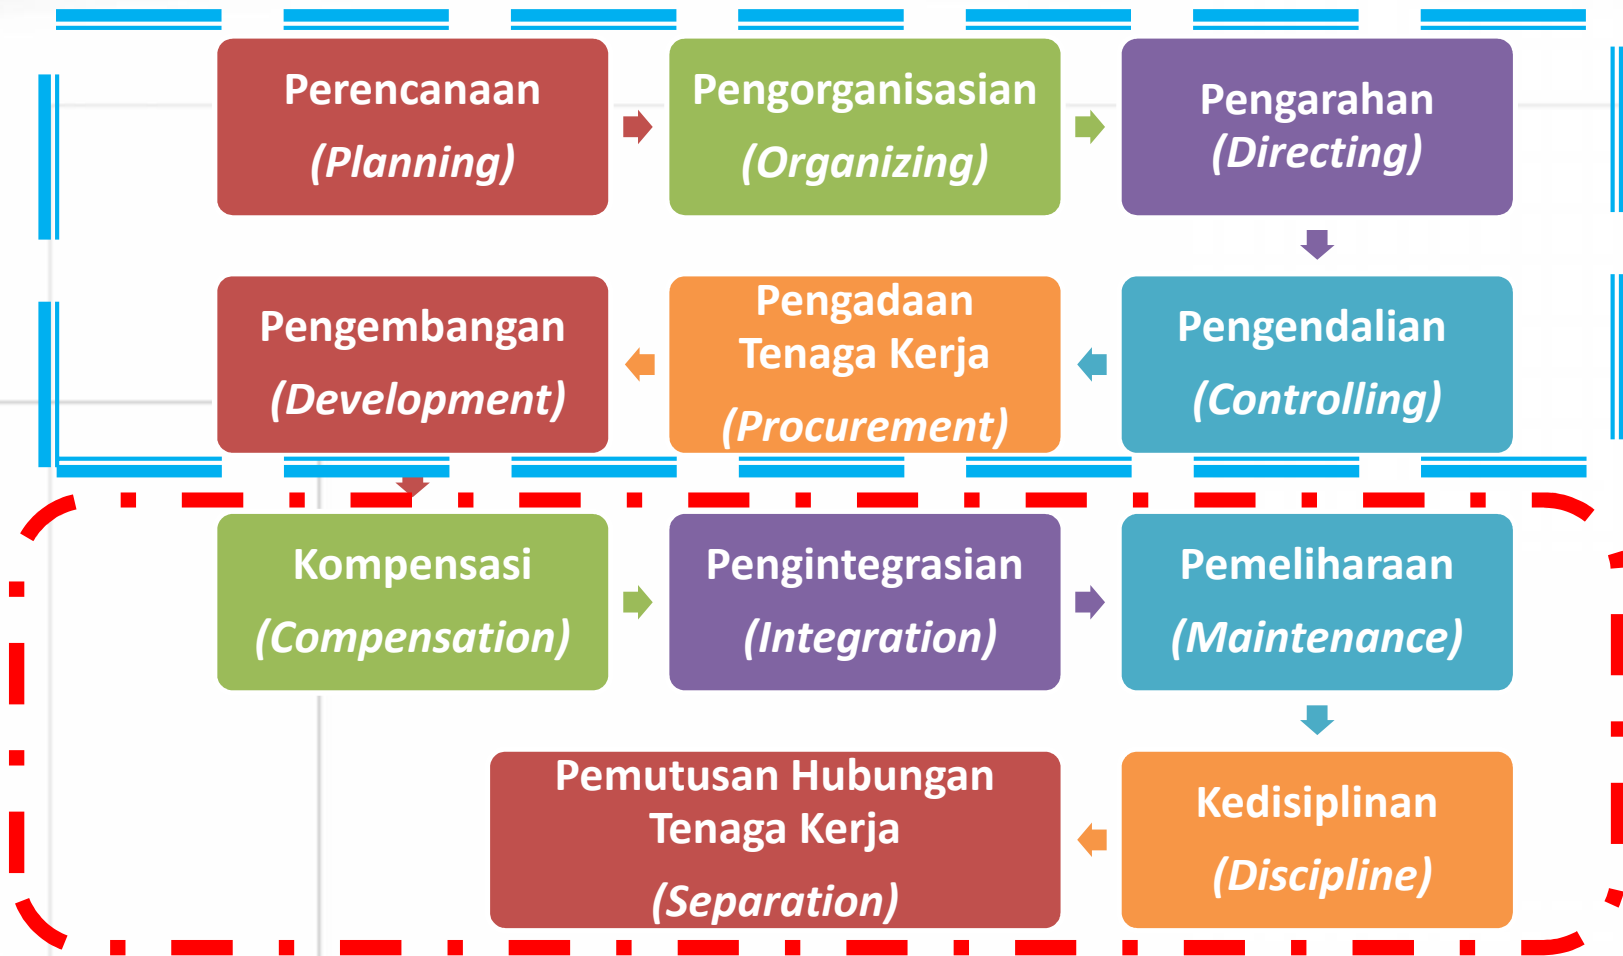 Perencanaan
(Planning)
Pengorganisasian
(Organizing)
Pengarahan
(Directing)
Pengendalian
(Controlling)
Pengadaan
Tenaga Kerja
(Procurement)
Pengembangan
(Development)
Kompensasi
(Compensation)
Pengintegrasian
(Integration)
Pemeliharaan
(Maintenance)
Kedisiplinan
(Discipline)
Pemutusan Hubungan
Tenaga Kerja
(Separation)